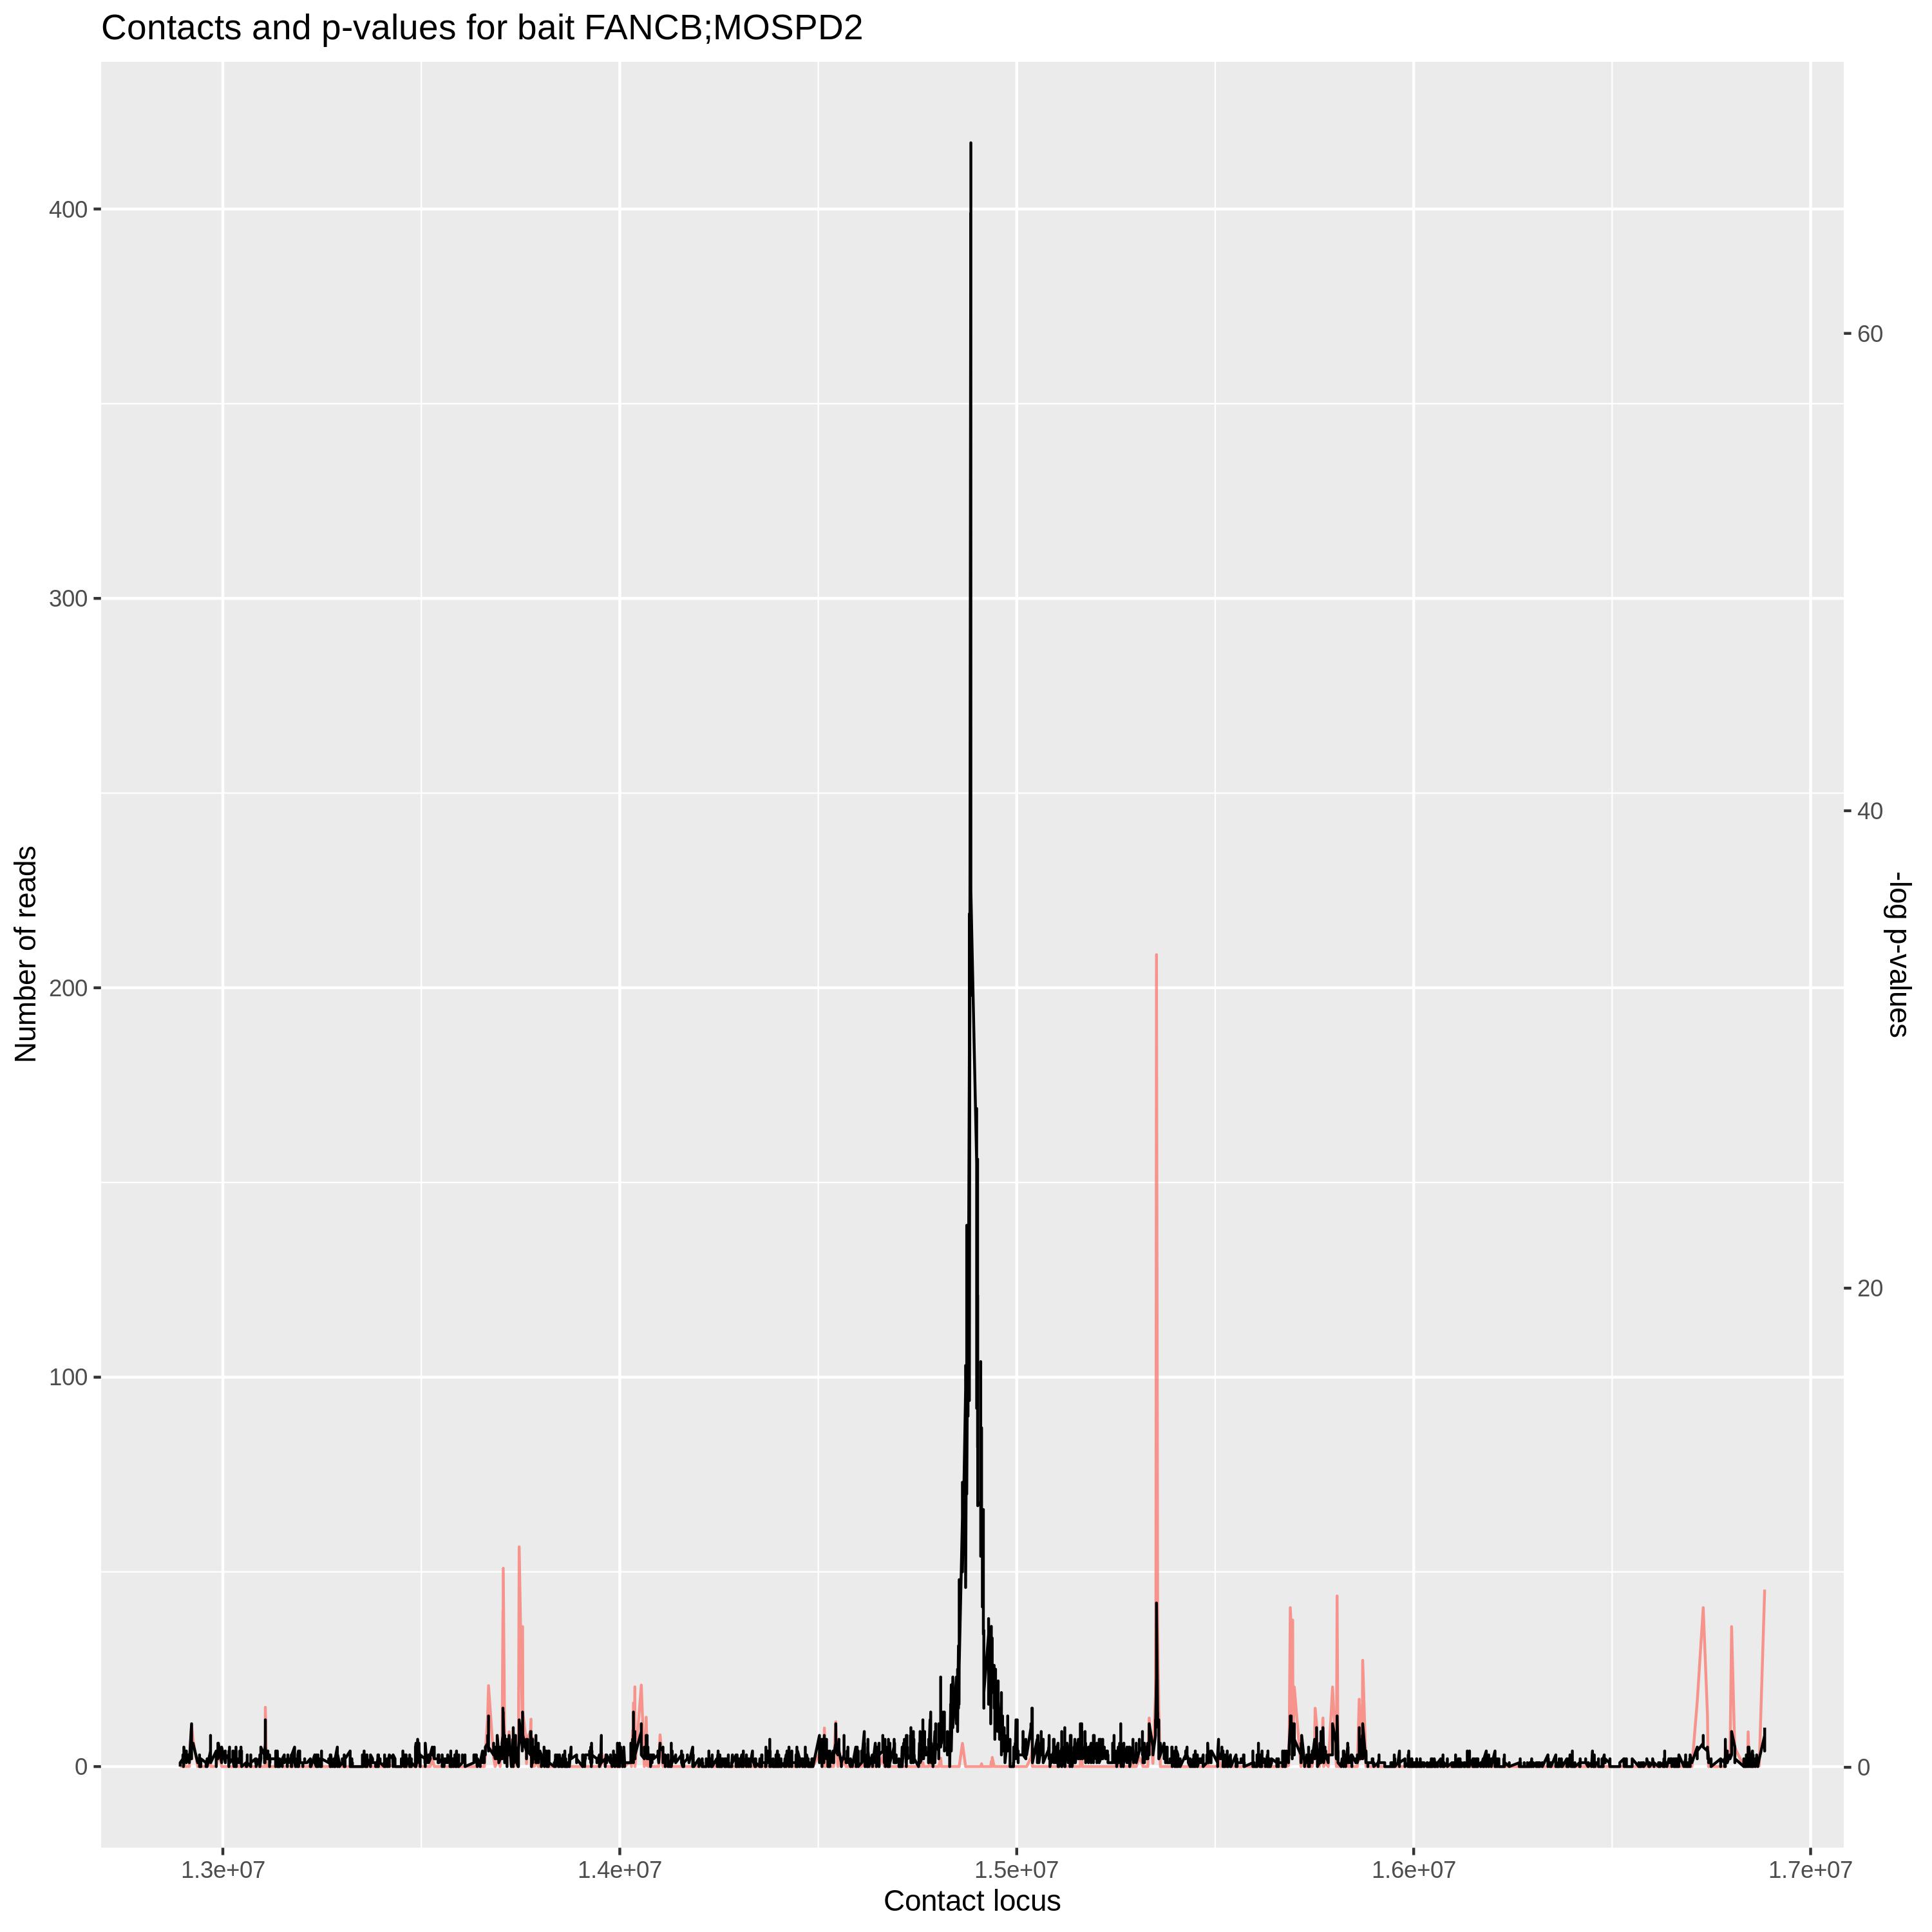 Contacts and p-values for bait FANCB;MOSPD2
400
300
200
100
0
Number of reads
60
40
20
0
-log p-values
1.3e+07
1.4e+07
1.5e+07
1.6e+07
1.7e+07
Contact locus